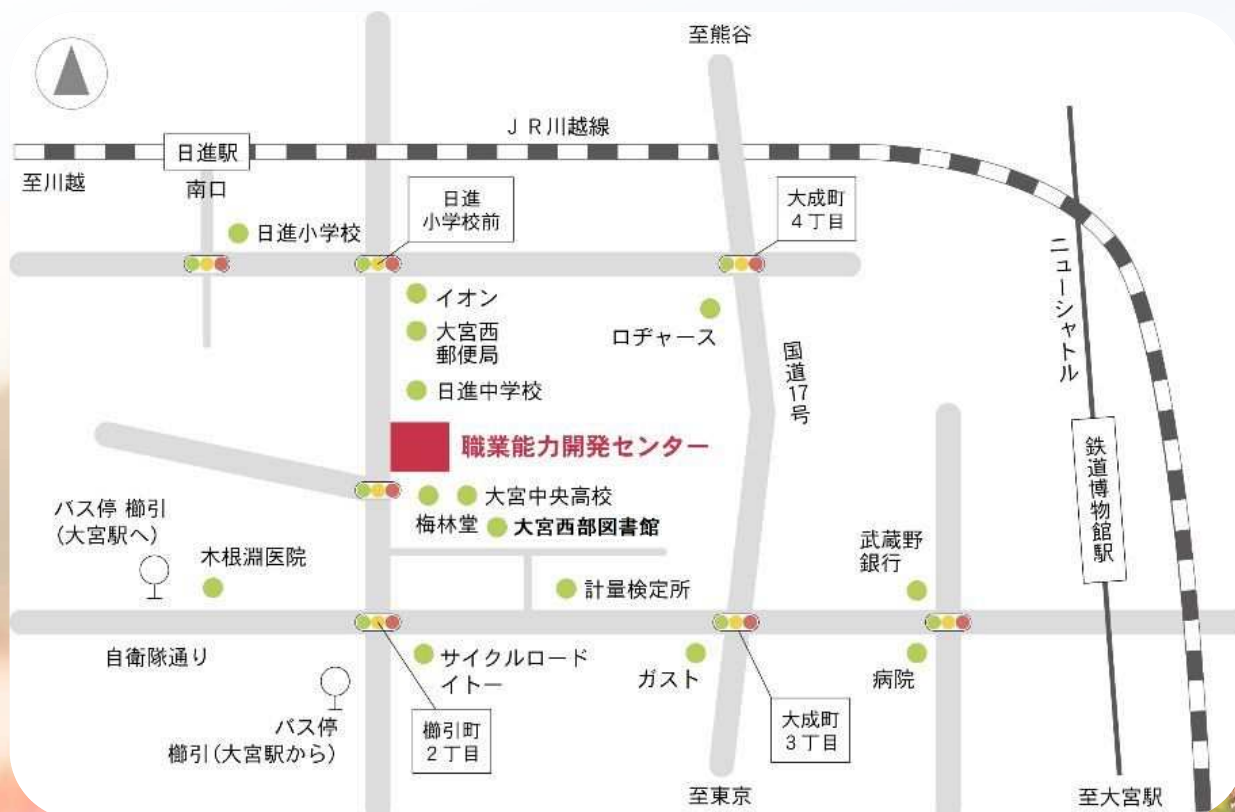 至熊谷
ＪＲ川越線
日進駅
至川越
南口
日進
小学校前
大成町
４丁目
日進小学校
ニューシャトル
イオン
大宮西
郵便局
ロヂャース
国道17号
日進中学校
職業能力開発センター
鉄道博物館駅
大宮中央高校
バス停 櫛引
(大宮駅へ)
梅林堂
大宮西部図書館
木根淵医院
武蔵野
銀行
計量検定所
自衛隊通り
サイクルロード
イトー
ガスト
病院
バス停
櫛引(大宮駅から)
櫛引町
２丁目
大成町
３丁目
至東京
至大宮駅